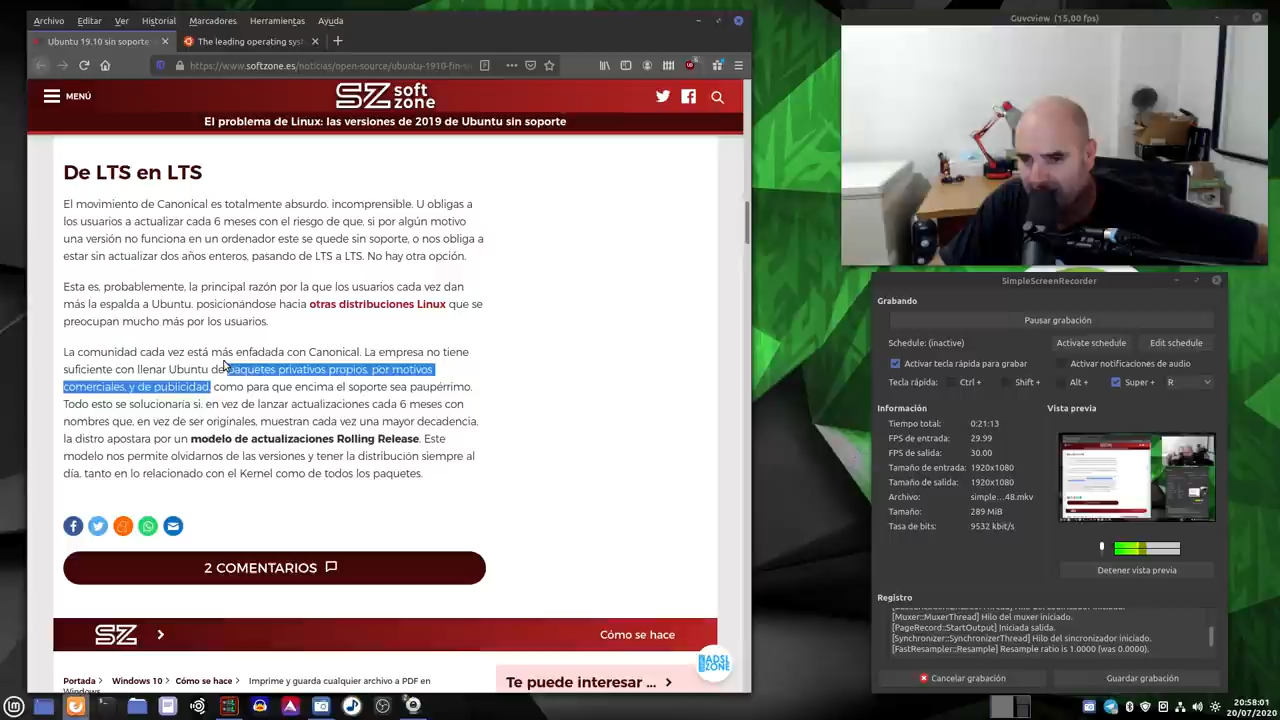 Archivo Editar Ver Historial Marcadores Herramientas Ayuda
Ubuntu 19.10 sin soporte
The leading operating syst
https://www.softzone.es/noticias/open-source/ubuntu-1910-fin-s
MENÚ
SZ soft zone
El problema de Linux: las versiones de 2019 de Ubuntu sin soporte
De LTS en LTS
El movimiento de Canonical es totalmente absurdo, incomprensible. U obligas a
los usuarios a actualizar cada 6 meses con el riesgo de que, si por algún motivo
una versión no funciona en un ordenador este se quede sin soporte, o nos obliga a
estar sin actualizar dos años enteros, pasando de LTS a LTS. No hay otra opción.
Esta es, probablemente, la principal razón por la que los usuarios cada vez dan
más la espalda a Ubuntu, posicionándose hacia otras distribuciones Linux que se
preocupan mucho más por los usuarios.
La comunidad cada vez está más enfadada con Canonical. La empresa no tiene
suficiente con llenar Ubuntu de paquetes privativos propios, por motivos
comerciales, y de publicidad, como para que encima el soporte sea paupérrimo.
Todo esto se solucionaría si, en vez de lanzar actualizaciones cada 6 meses con
nombres que, en vez de ser originales, muestran cada vez una mayor decadencia,
la distro apostara por un modelo de actualizaciones Rolling Release. Este
modelo nos permite olvidarnos de las versiones y tener la distribución siempre al
día, tanto en lo relacionado con el Kernel como de todos los paquetes.
2 COMENTARIOS
SZ
Cómo se hace
ADSL ZONE
Portada Windows 10 Cómo se hace Imprime y guarda cualquier archivo a PDF en
Windows
Te puede interesar ...
Guvcview (15,00 fps)
SimpleScreenRecorder
Grabando
Pausar grabación
Schedule: (inactive)
Activate schedule
Edit schedule
Activar tecla rápida para grabar
Activar notificaciones de audio
Tecla rápida:
Ctrl +
Shift +
Alt +
Super +
R
Información
Vista previa
Tiempo total: 0:21:13
FPS de entrada: 29.99
FPS de salida: 30.00
Tamaño de entrada: 1920x1080
Tamaño de salida: 1920x1080
Archivo: simple...48.mkv
Tamaño: 289 MiB
Tasa de bits: 9532 kbit/s
Detener vista previa
Registro
[Muxer::MuxerThread] Hilo del muxer iniciado.
[PageRecord::StartOutput] Iniciada salida.
[Synchronizer::SynchronizerThread] Hilo del sincronizador iniciado.
[FastResampler::Resample] Resample ratio is 1.0000 (was 0.0000).
Cancelar grabación
Guardar grabación
20:58:01
20/07/2020